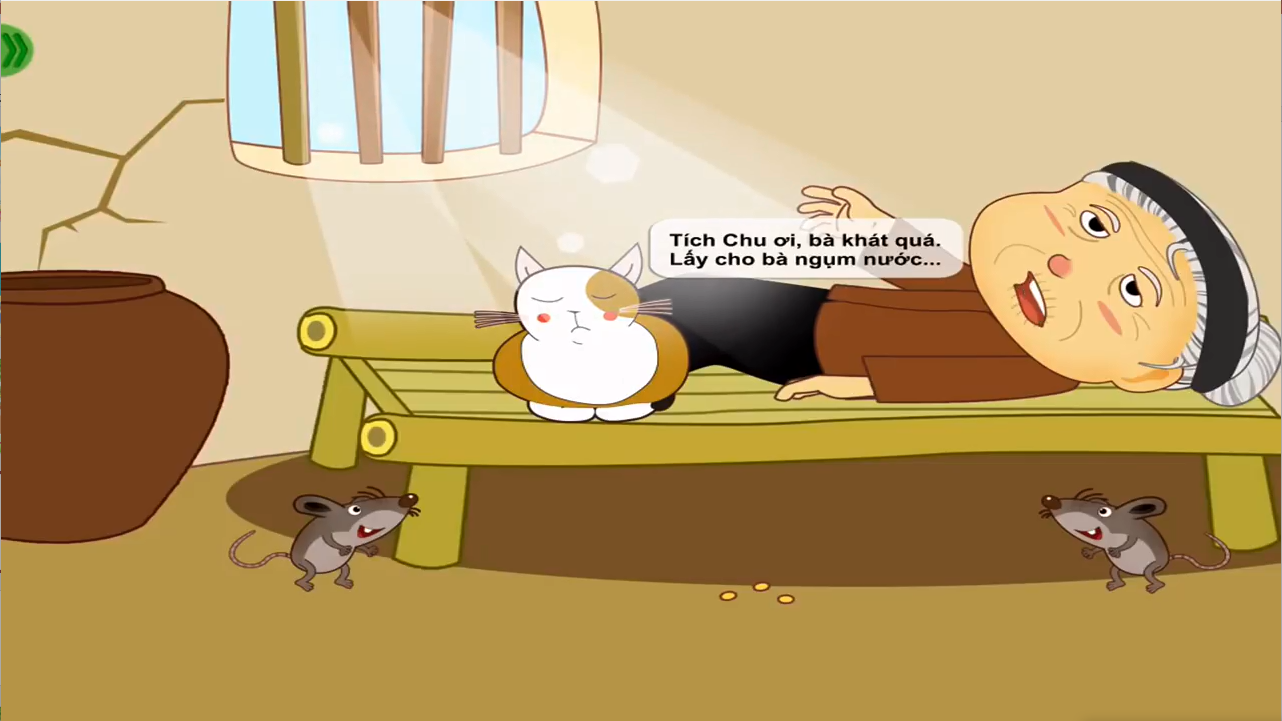 Tích Chu ơi, bà khát quá.
Lấy cho bà ngụm nước...